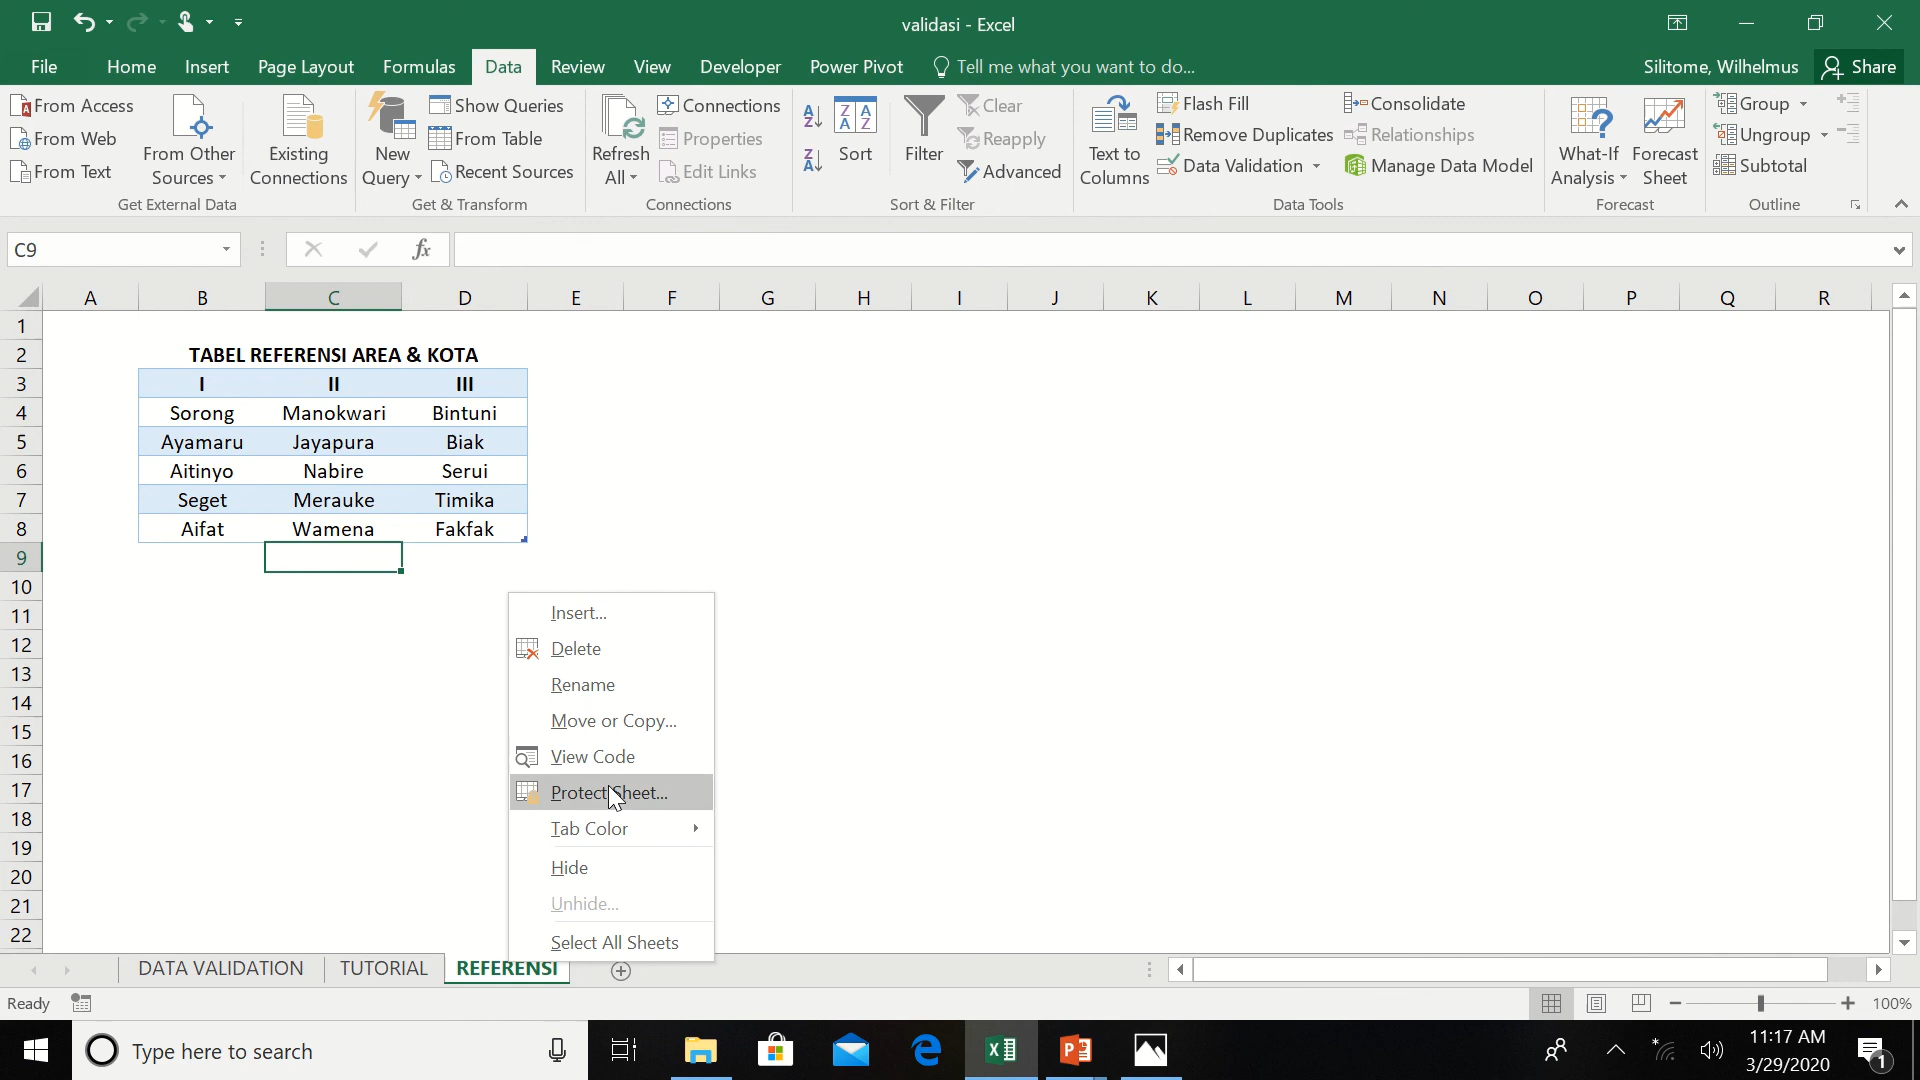 validasi - Excel
File Home Insert Page Layout Formulas Data Review View Developer Power Pivot Tell me what you want to do... Silitome, Wilhelmus Share
From Access
From Web
From Text
From Other Sources
Existing Connections
Get External Data
New Query
Show Queries
From Table
Recent Sources
Get & Transform
Refresh All
Connections
Properties
Edit Links
Connections
Sort
Filter
Clear
Reapply
Advanced
Sort & Filter
Text to Columns
Flash Fill
Remove Duplicates
Data Validation
Consolidate
Relationships
Manage Data Model
Data Tools
What-If Analysis
Forecast Sheet
Forecast
Group
Ungroup
Subtotal
Outline
C9 fx
A B C D E F G H I J K L M N O P Q R
1
2 TABEL REFERENSI AREA & KOTA
3 I II III
4 Sorong Manokwari Bintuni
5 Ayamaru Jayapura Biak
6 Aitinyo Nabire Serui
7 Seget Merauke Timika
8 Aifat Wamena Fakfak
9
10
11
12
13
14
15
16
17
18
19
20
21
22
Insert...
Delete
Rename
Move or Copy...
View Code
Protect Sheet...
Tab Color
Hide
Unhide...
Select All Sheets
DATA VALIDATION TUTORIAL REFERENSI
Ready 100%
Type here to search
11:17 AM
3/29/2020
1